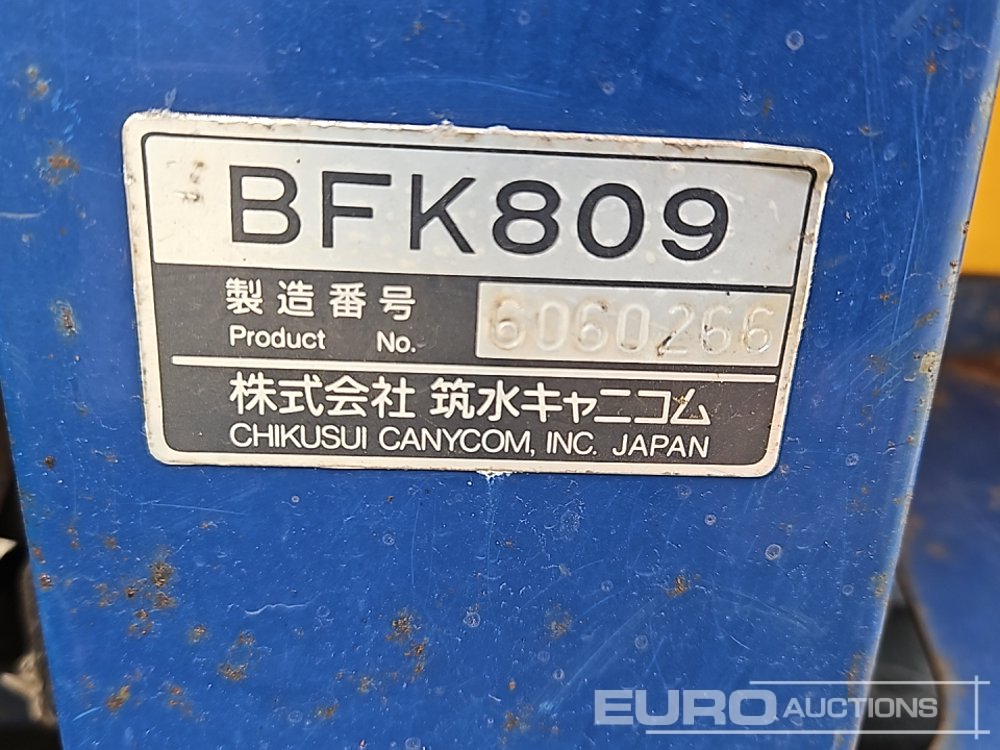 BFK809
製造番号
Product No. 6060266
株式会社 筑水キャニコム
CHIKUSUI CANYCOM, INC. JAPAN
EURO AUCTIONS